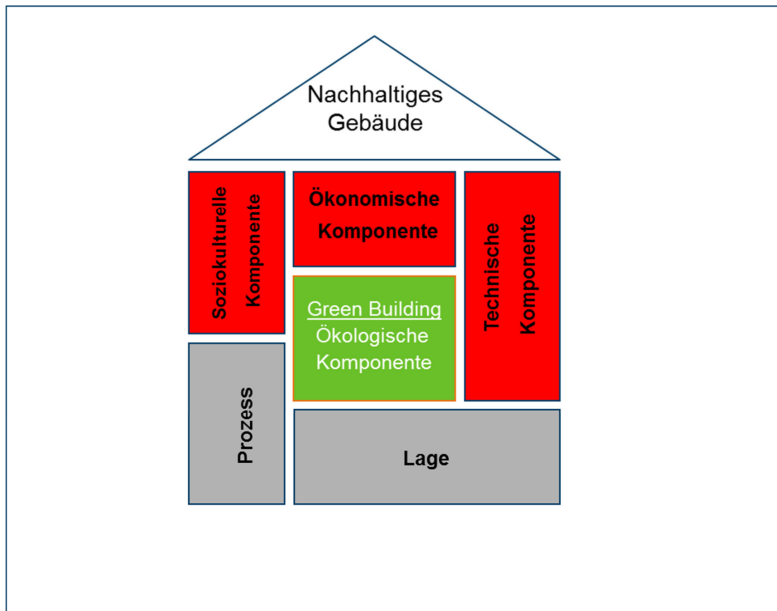 Nachhaltiges
Gebäude
Soziokulturelle
Komponente
Ökonomische
Komponente
Technische
Komponente
Green Building
Ökologische
Komponente
Prozess
Lage